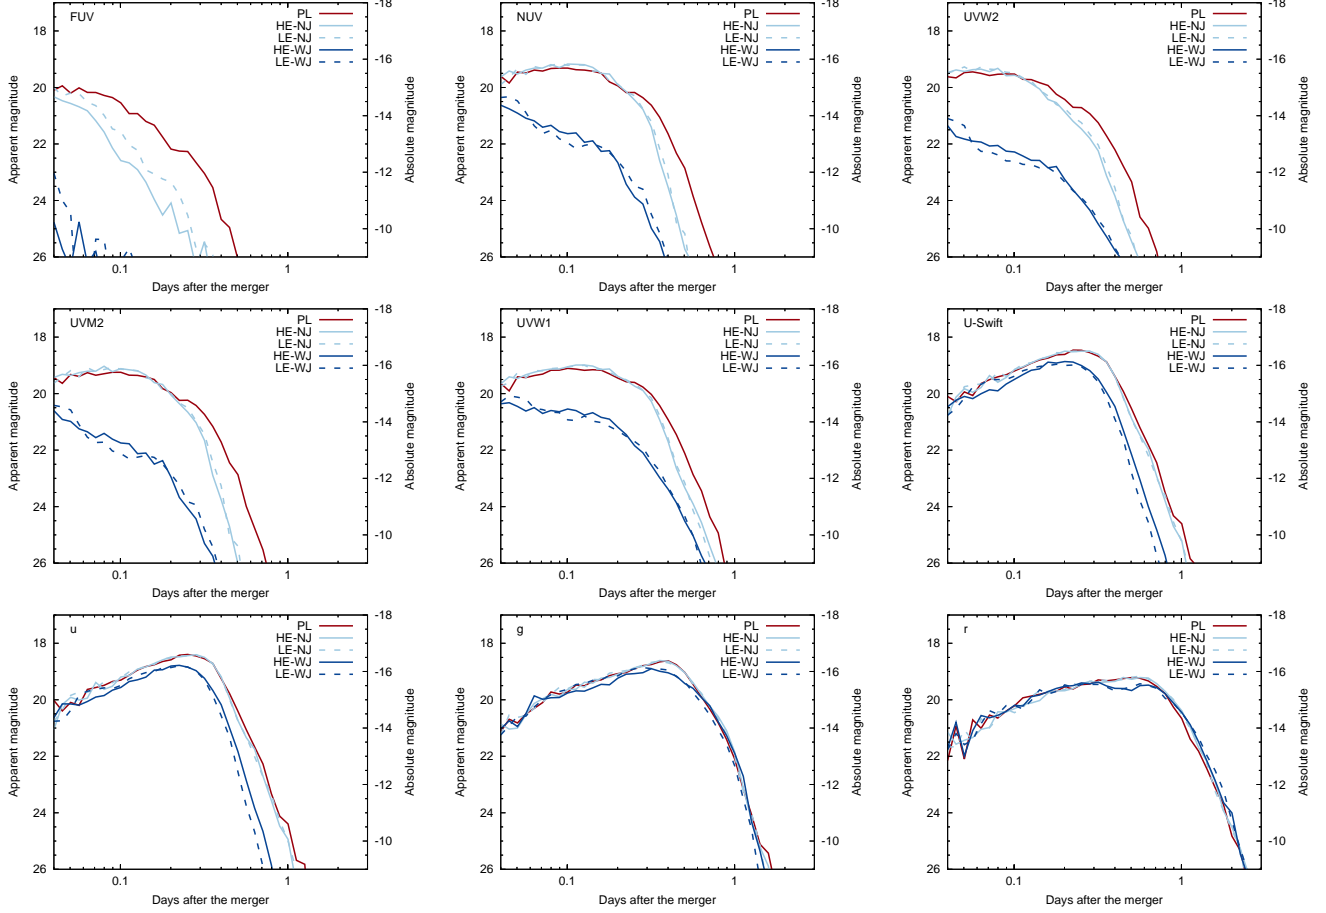 FUV
PL
HE-NJ
LE-NJ
HE-WJ
LE-WJ
18
20
22
24
26
-18
-16
-14
-12
-10
0.1
1
Apparent magnitude
Absolute magnitude
Days after the merger
NUV
PL
HE-NJ
LE-NJ
HE-WJ
LE-WJ
18
20
22
24
26
-18
-16
-14
-12
-10
0.1
1
Apparent magnitude
Absolute magnitude
Days after the merger
UVW2
PL
HE-NJ
LE-NJ
HE-WJ
LE-WJ
18
20
22
24
26
-18
-16
-14
-12
-10
0.1
1
Apparent magnitude
Absolute magnitude
Days after the merger
UVM2
PL
HE-NJ
LE-NJ
HE-WJ
LE-WJ
18
20
22
24
26
-18
-16
-14
-12
-10
0.1
1
Apparent magnitude
Absolute magnitude
Days after the merger
UVW1
PL
HE-NJ
LE-NJ
HE-WJ
LE-WJ
18
20
22
24
26
-18
-16
-14
-12
-10
0.1
1
Apparent magnitude
Absolute magnitude
Days after the merger
U-Swift
PL
HE-NJ
LE-NJ
HE-WJ
LE-WJ
18
20
22
24
26
-18
-16
-14
-12
-10
0.1
1
Apparent magnitude
Absolute magnitude
Days after the merger
u
PL
HE-NJ
LE-NJ
HE-WJ
LE-WJ
18
20
22
24
26
-18
-16
-14
-12
-10
0.1
1
Apparent magnitude
Absolute magnitude
Days after the merger
g
PL
HE-NJ
LE-NJ
HE-WJ
LE-WJ
18
20
22
24
26
-18
-16
-14
-12
-10
0.1
1
Apparent magnitude
Absolute magnitude
Days after the merger
r
PL
HE-NJ
LE-NJ
HE-WJ
LE-WJ
18
20
22
24
26
-18
-16
-14
-12
-10
0.1
1
Apparent magnitude
Absolute magnitude
Days after the merger